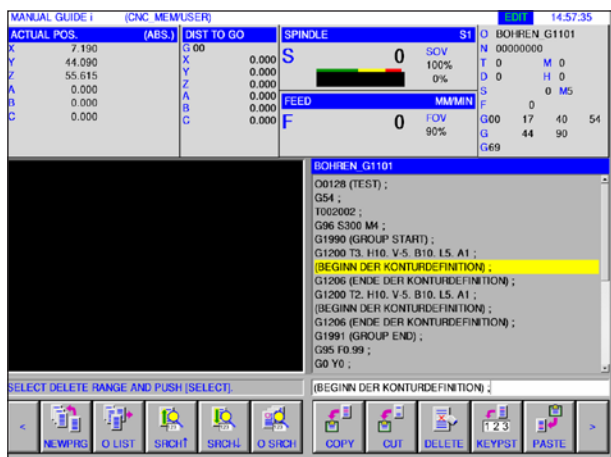 MANUAL GUIDE i (CNC_MEM/USER) EDIT 14:57:35
ACTUAL POS. (ABS.) DIST TO GO SPINDLE S1 O BOHREN_G1101
X 7.190 G 00 S 0 SOV 100% 0% N 00000000
Y 44.090 X 0.000 T 0 M 0
Z 55.615 Y 0.000 D 0 H 0
A 0.000 Z 0.000 S 0 M5
B 0.000 A 0.000 FEED MM/MIN F 0
C 0.000 B 0.000 F 0 FOV 90% G00 17 40 54
C 0.000 G 44 90
G69
BOHREN_G1101
O0128 (TEST) ;
G54 ;
T002002 ;
G96 S300 M4 ;
G1990 (GROUP START) ;
G1200 T3. H10. V-5. B10. L5. A1 ;
(BEGINN DER KONTURDEFINITION) ;
G1206 (ENDE DER KONTURDEFINITION) ;
G1200 T2. H10. V-5. B10. L5. A1 ;
(BEGINN DER KONTURDEFINITION) ;
G1206 (ENDE DER KONTURDEFINITION) ;
G1991 (GROUP END) ;
G95 F0.99 ;
G0 Y0 ;
SELECT DELETE RANGE AND PUSH [SELECT]. (BEGINN DER KONTURDEFINITION) ;
< NEWPRG O LIST SRCH↑ SRCH↓ O SRCH COPY CUT DELETE KEYPST PASTE >